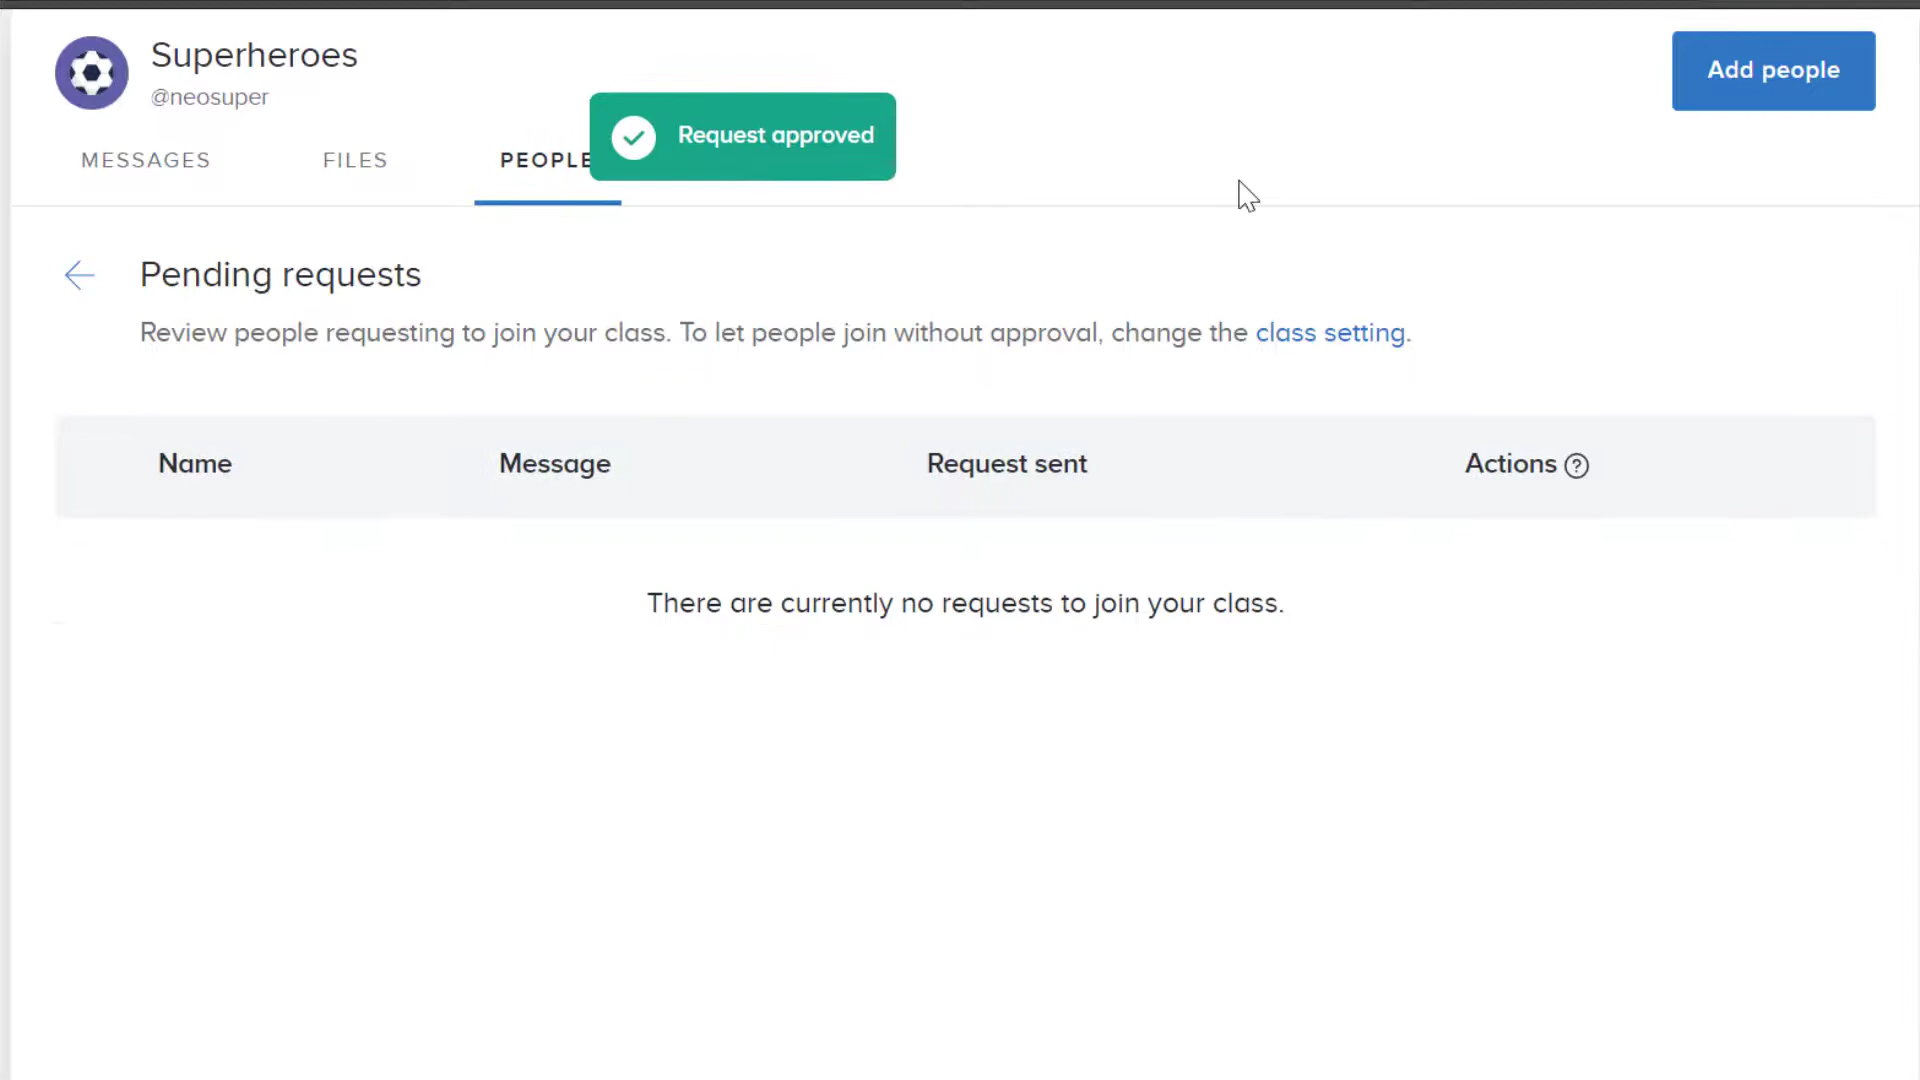 Superheroes
@neosuper
Add people
Request approved
MESSAGES FILES PEOPLE
Pending requests
Review people requesting to join your class. To let people join without approval, change the class setting.
Name Message Request sent Actions ?
There are currently no requests to join your class.